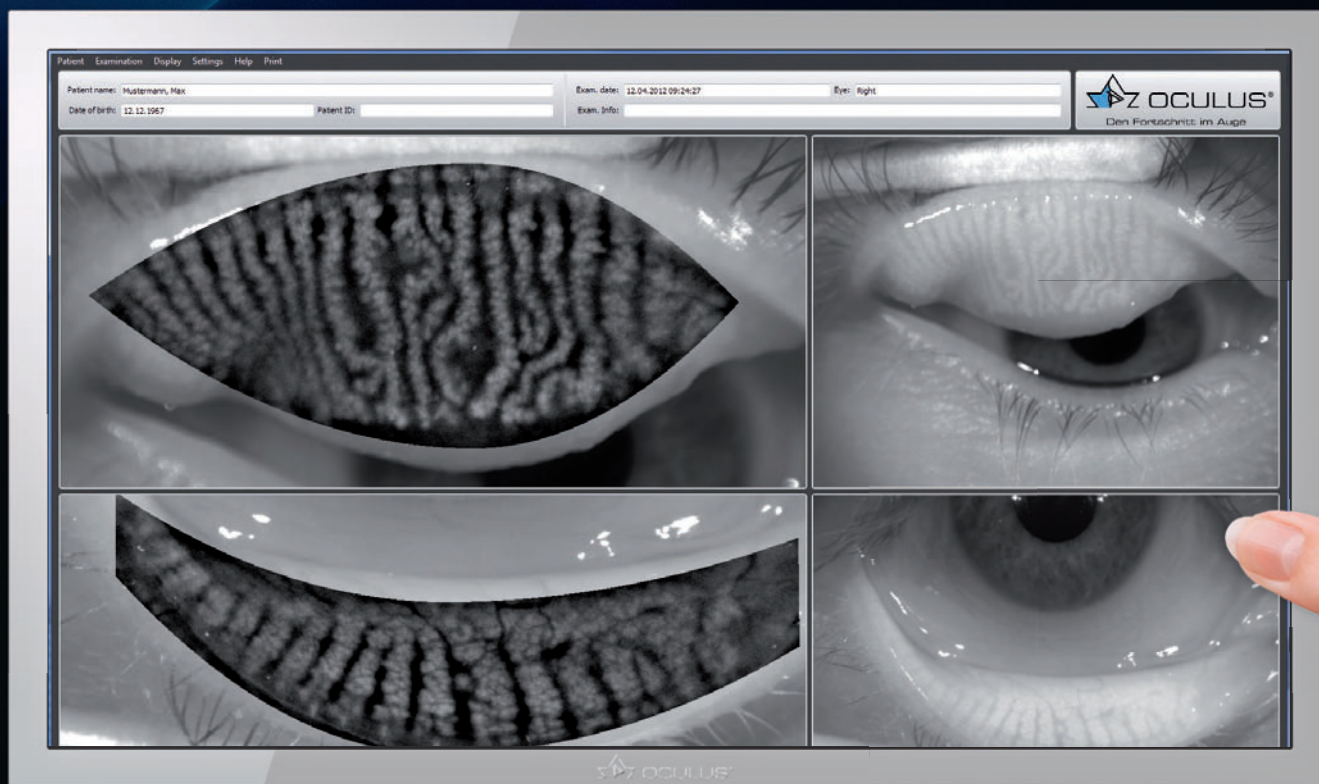 Patient Examination Display Settings Help Print
Patient name: Mustermann, Max
Exam. date: 12.04.2012 09:24:27 Eye: Right
Date of birth: 12.12.1967 Patient ID:
Exam. Info:
OCULUS®
Den Fortschritt im Auge
OCULUS®